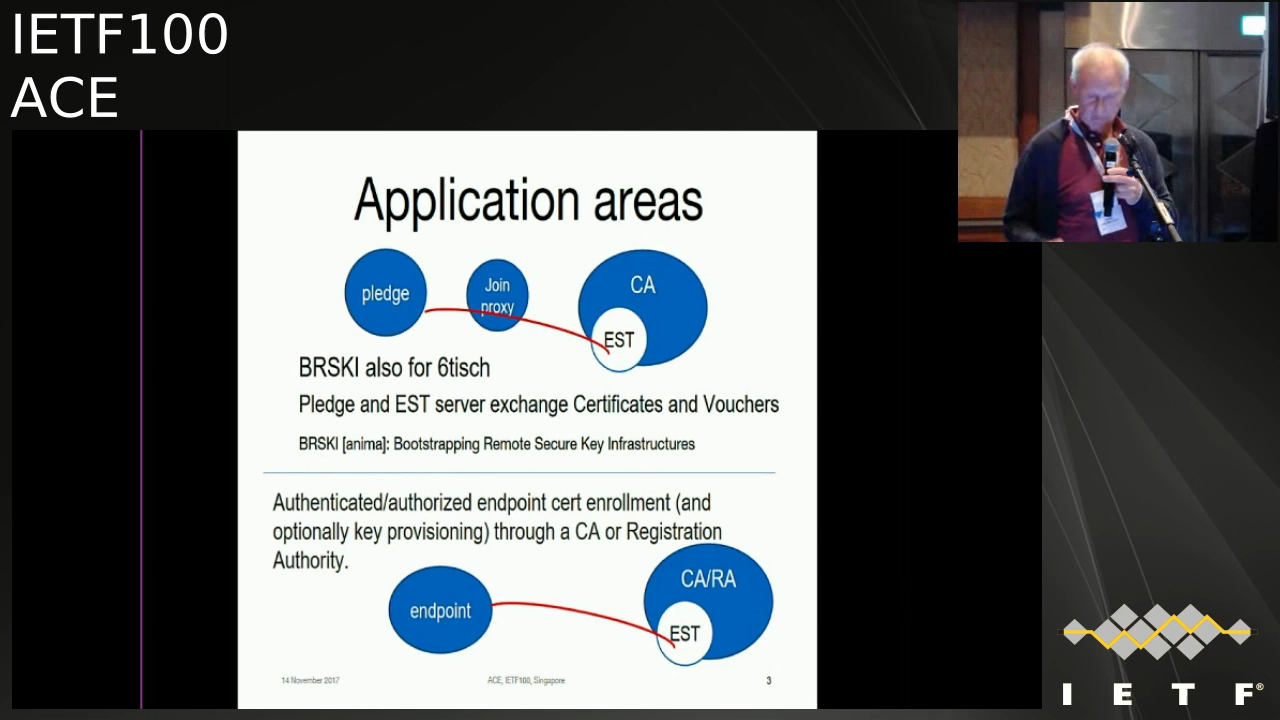 IETF100
ACE
Application areas
pledge
Join
proxy
CA
EST
BRSKI also for 6tisch
Pledge and EST server exchange Certificates and Vouchers
BRSKI [anima]: Bootstrapping Remote Secure Key Infrastructures
Authenticated/authorized endpoint cert enrollment (and
optionally key provisioning) through a CA or Registration
Authority.
CA/RA
endpoint
EST
14 November 2017
ACE, IETF100, Singapore
3
I E T F®